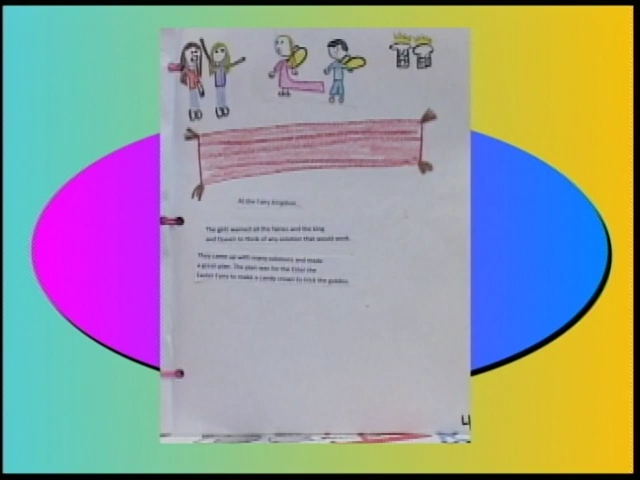 At the Fairy Kingdom...
The girls warned all the fairies and the king
and Queen to think of any solution that would work.
They came up with many solutions and made
a great plan. The plan was for the Elder the
Easter Fairy to make a candy crown to trick the goblins.
4